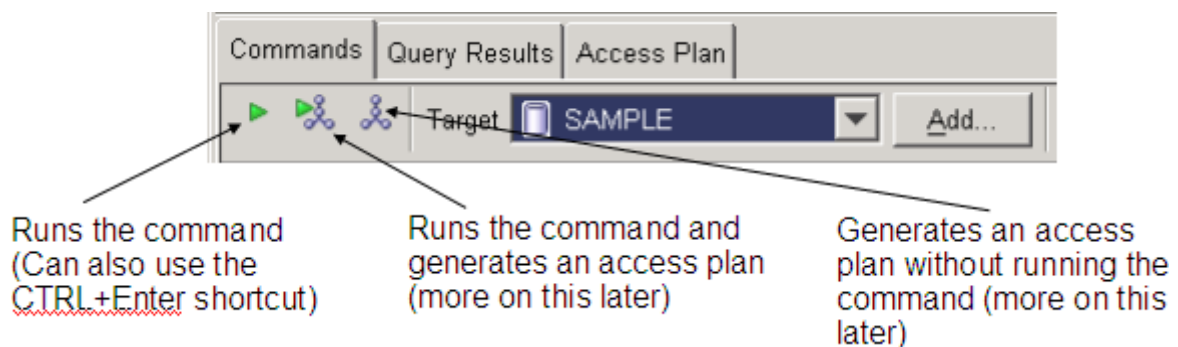 Commands
Query Results
Access Plan
Target
SAMPLE
Add...
Runs the command
(Can also use the
CTRL+Enter shortcut)
Runs the command and
generates an access plan
(more on this later)
Generates an access
plan without running the
command (more on this
later)